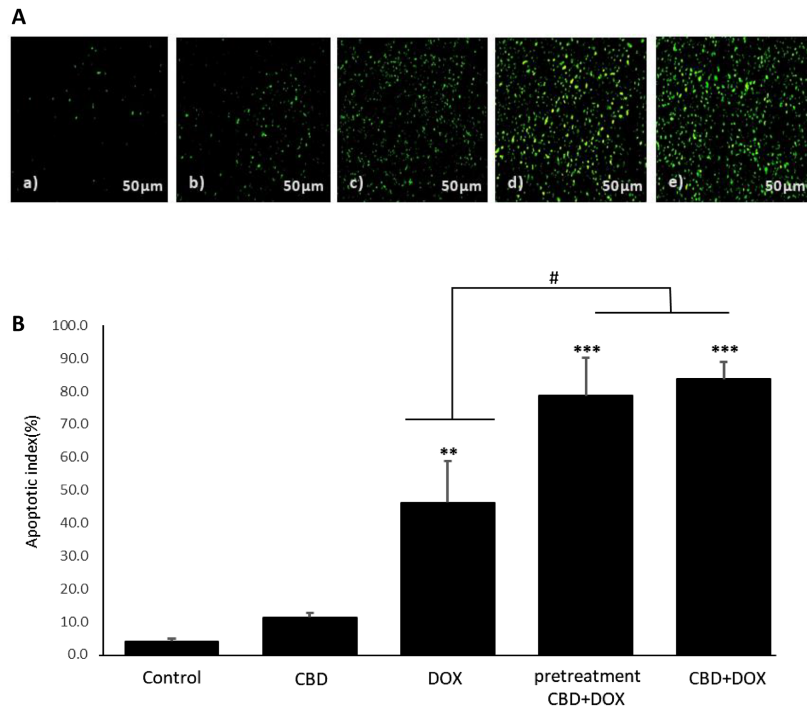 A
a) 50µm
b) 50µm
c) 50µm
d) 50µm
e) 50µm
#
B
100.0
90.0
80.0
70.0
60.0
50.0
40.0
30.0
20.0
10.0
0.0
Apoptotic index(%)
**
***
***
Control
CBD
DOX
pretreatment
CBD+DOX
CBD+DOX